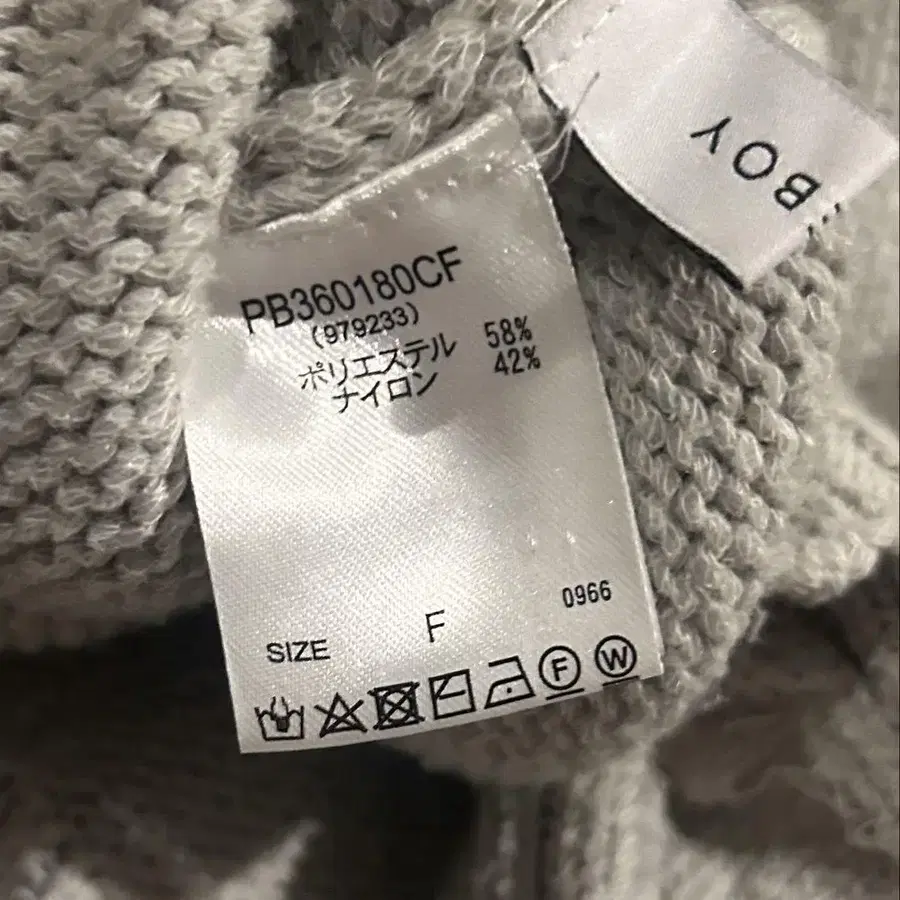 BOY
PB360180CF
(979233)
ポリエステル 58%
ナイロン 42%
0966
SIZE F
F W